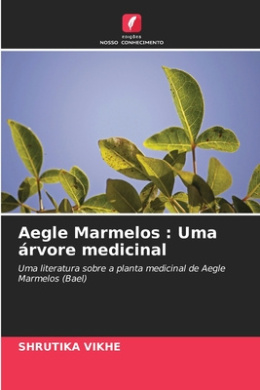 edições
NOSSO CONHECIMENTO
Aegle Marmelos : Uma
árvore medicinal
Uma literatura sobre a planta medicinal de Aegle
Marmelos (Bael)
SHRUTIKA VIKHE